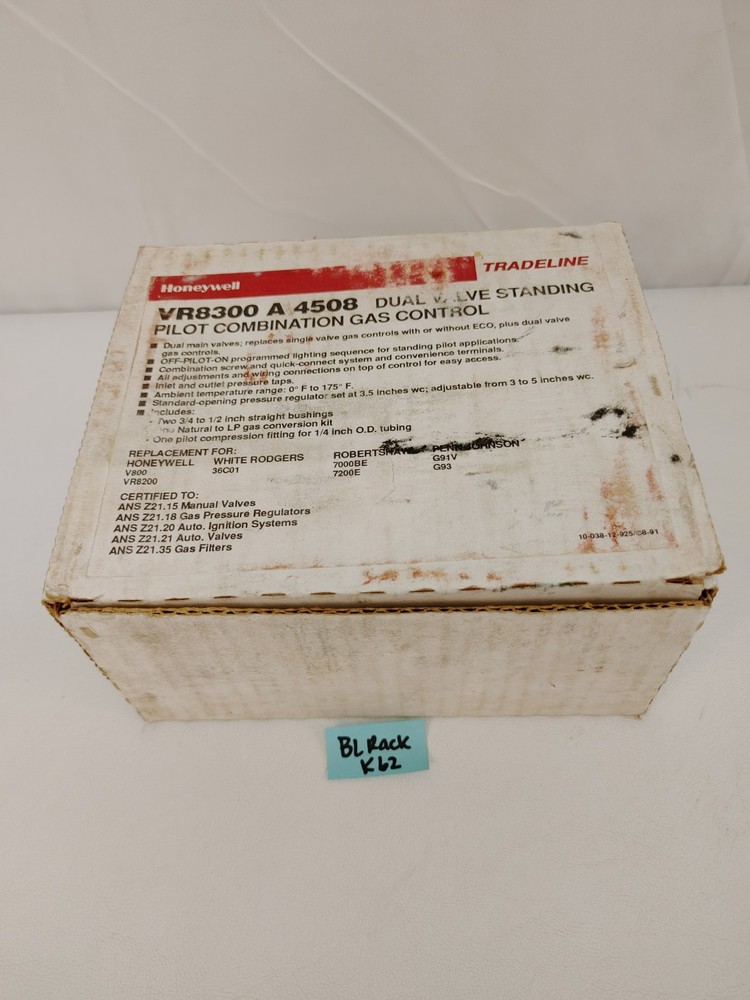 Honeywell
TRADELINE
VR8300 A 4508 DUAL VALVE STANDING
PILOT COMBINATION GAS CONTROL
■ Dual main valves; replaces single valve gas controls with or without ECO, plus dual valve
gas controls.
■ OFF-PILOT-ON programmed lighting sequence for standing pilot applications.
■ Combination screw and quick-connect system and convenience terminals.
■ All adjustments and wiring connections on top of control for easy access.
■ Inlet and outlet pressure taps.
■ Ambient temperature range: 0° F to 175° F.
■ Standard-opening pressure regulator set at 3.5 inches wc; adjustable from 3 to 5 inches wc.
■ Includes:
- Two 3/4 to 1/2 inch straight bushings
Natural to LP gas conversion kit
- One pilot compression fitting for 1/4 inch O.D. tubing
REPLACEMENT FOR:
HONEYWELL WHITE RODGERS ROBERTSHAW PENN JOHNSON
V800 36C01 7000BE G91V
VR8200 7200E G93
CERTIFIED TO:
ANS Z21.15 Manual Valves
ANS Z21.18 Gas Pressure Regulators
ANS Z21.20 Auto. Ignition Systems
ANS Z21.21 Auto. Valves
ANS Z21.35 Gas Filters
BL Rack
K62